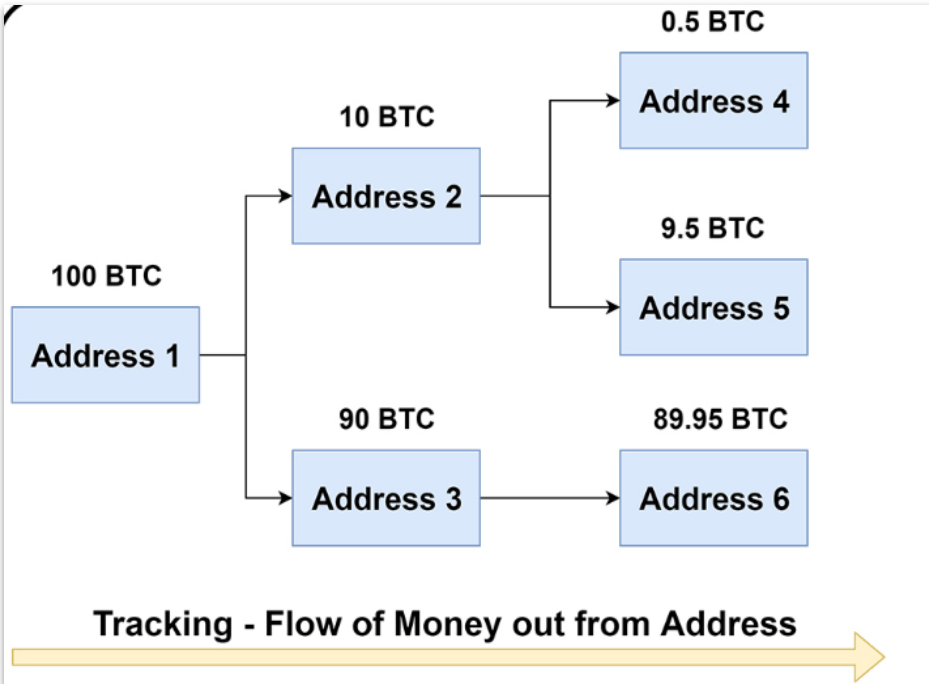 100 BTC
Address 1
10 BTC
Address 2
90 BTC
Address 3
0.5 BTC
Address 4
9.5 BTC
Address 5
89.95 BTC
Address 6
Tracking - Flow of Money out from Address